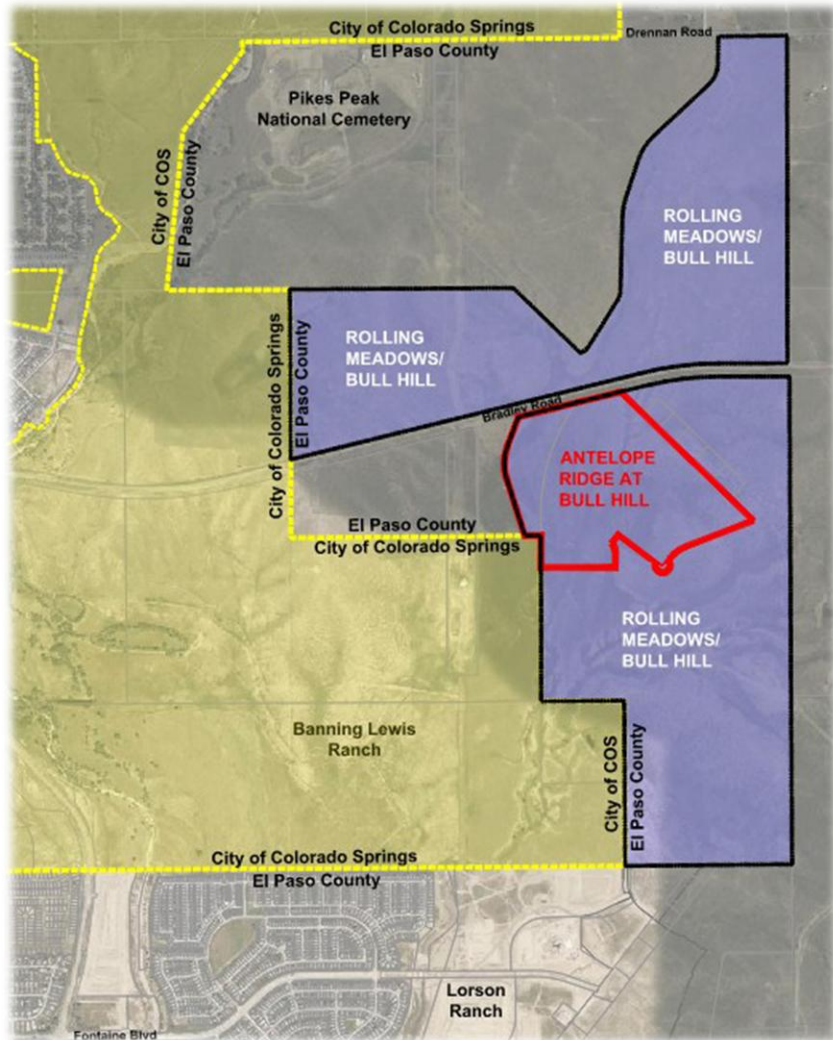 City of Colorado Springs
El Paso County
Drennan Road
Pikes Peak
National Cemetery
City of COS
El Paso County
ROLLING
MEADOWS/
BULL HILL
ROLLING
MEADOWS/
BULL HILL
City of Colorado Springs
El Paso County
Bradley Road
ANTELOPE
RIDGE AT
BULL HILL
El Paso County
City of Colorado Springs
ROLLING
MEADOWS/
BULL HILL
Banning Lewis
Ranch
City of COS
El Paso County
City of Colorado Springs
El Paso County
Lorson
Ranch
Fontaine Blvd